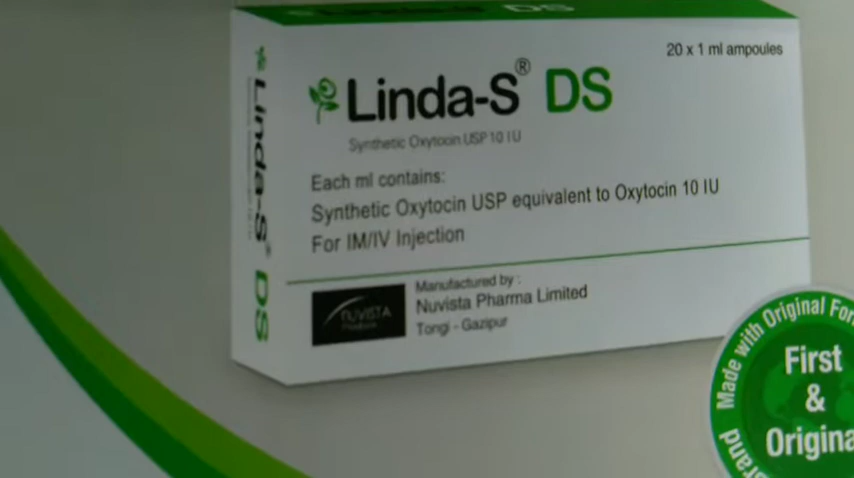 DS
20 x 1 ml ampoules
Linda-S® DS
Synthetic Oxytocin USP 10 IU
Each ml contains:
Synthetic Oxytocin USP equivalent to Oxytocin 10 IU
For IM/IV Injection
Manufactured by :
Nuvista Pharma Limited
Tongi - Gazipur
NUVISTA
Linda-S® DS
Made with Original
First
&
Origina